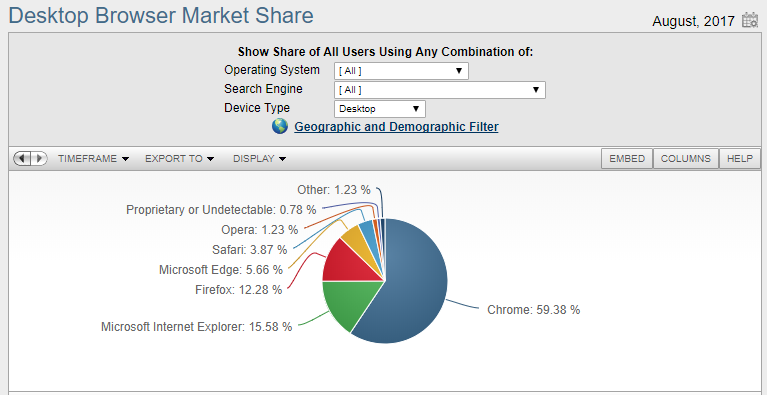 Desktop Browser Market Share
August, 2017
Show Share of All Users Using Any Combination of:
Operating System [ All ]
Search Engine [ All ]
Device Type Desktop
Geographic and Demographic Filter
TIMEFRAME EXPORT TO DISPLAY EMBED COLUMNS HELP
Other: 1.23 %
Proprietary or Undetectable: 0.78 %
Opera: 1.23 %
Safari: 3.87 %
Microsoft Edge: 5.66 %
Firefox: 12.28 %
Chrome: 59.38 %
Microsoft Internet Explorer: 15.58 %